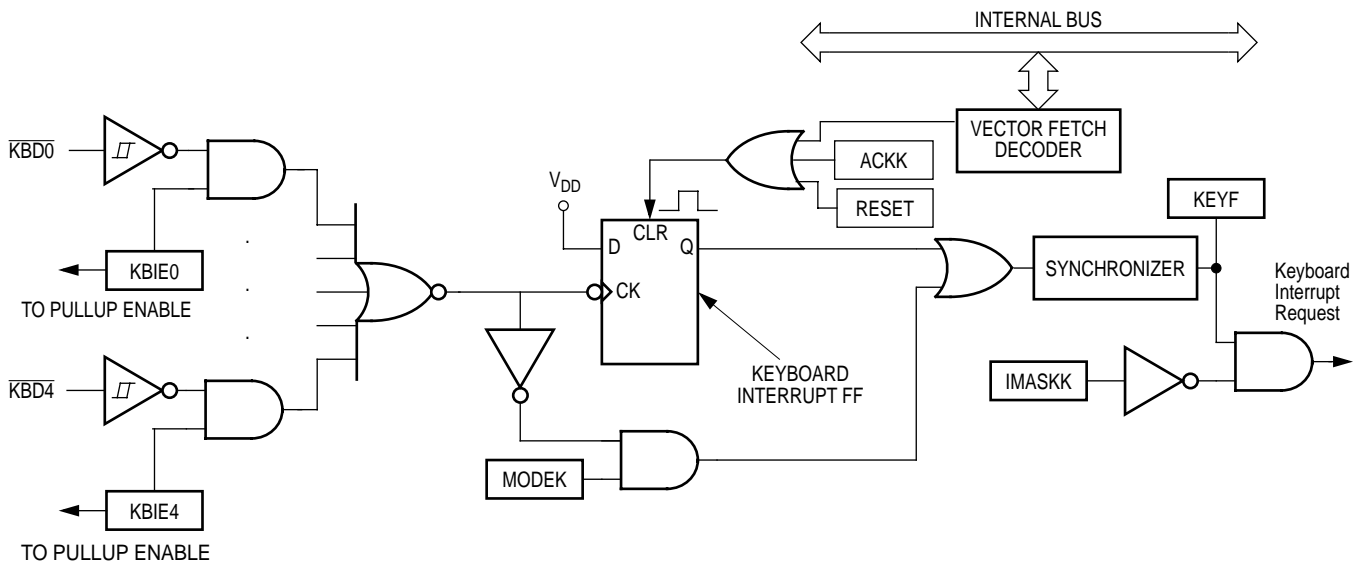 INTERNAL BUS
VECTOR FETCH
DECODER
ACKK
RESET
KBD0
KBIE0
TO PULLUP ENABLE
KBD4
KBIE4
TO PULLUP ENABLE
VDD
CLR
D
Q
CK
KEYBOARD
INTERRUPT FF
MODEK
SYNCHRONIZER
KEYF
IMASKK
Keyboard
Interrupt
Request